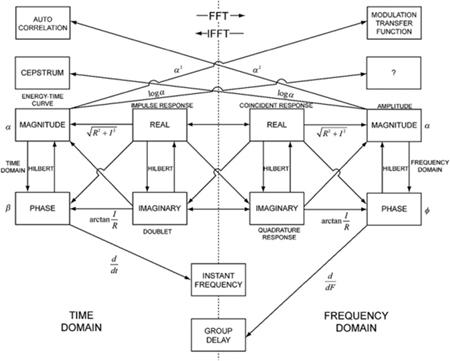 AUTO
CORRELATION
FFT
IFFT
MODULATION
TRANSFER
FUNCTION
α²
α²
CEPSTRUM
?
log α
log α
ENERGY-TIME
CURVE
IMPULSE RESPONSE
COINCIDENT RESPONSE
AMPLITUDE
α
MAGNITUDE
REAL
REAL
MAGNITUDE
α
√R² + I²
√R² + I²
TIME
DOMAIN
HILBERT
HILBERT
HILBERT
HILBERT
FREQUENCY
DOMAIN
β
PHASE
IMAGINARY
IMAGINARY
PHASE
ϕ
arctan I/R
arctan I/R
DOUBLET
QUADRATURE
RESPONSE
d/dt
INSTANT
FREQUENCY
d/dF
TIME
DOMAIN
GROUP
DELAY
FREQUENCY
DOMAIN